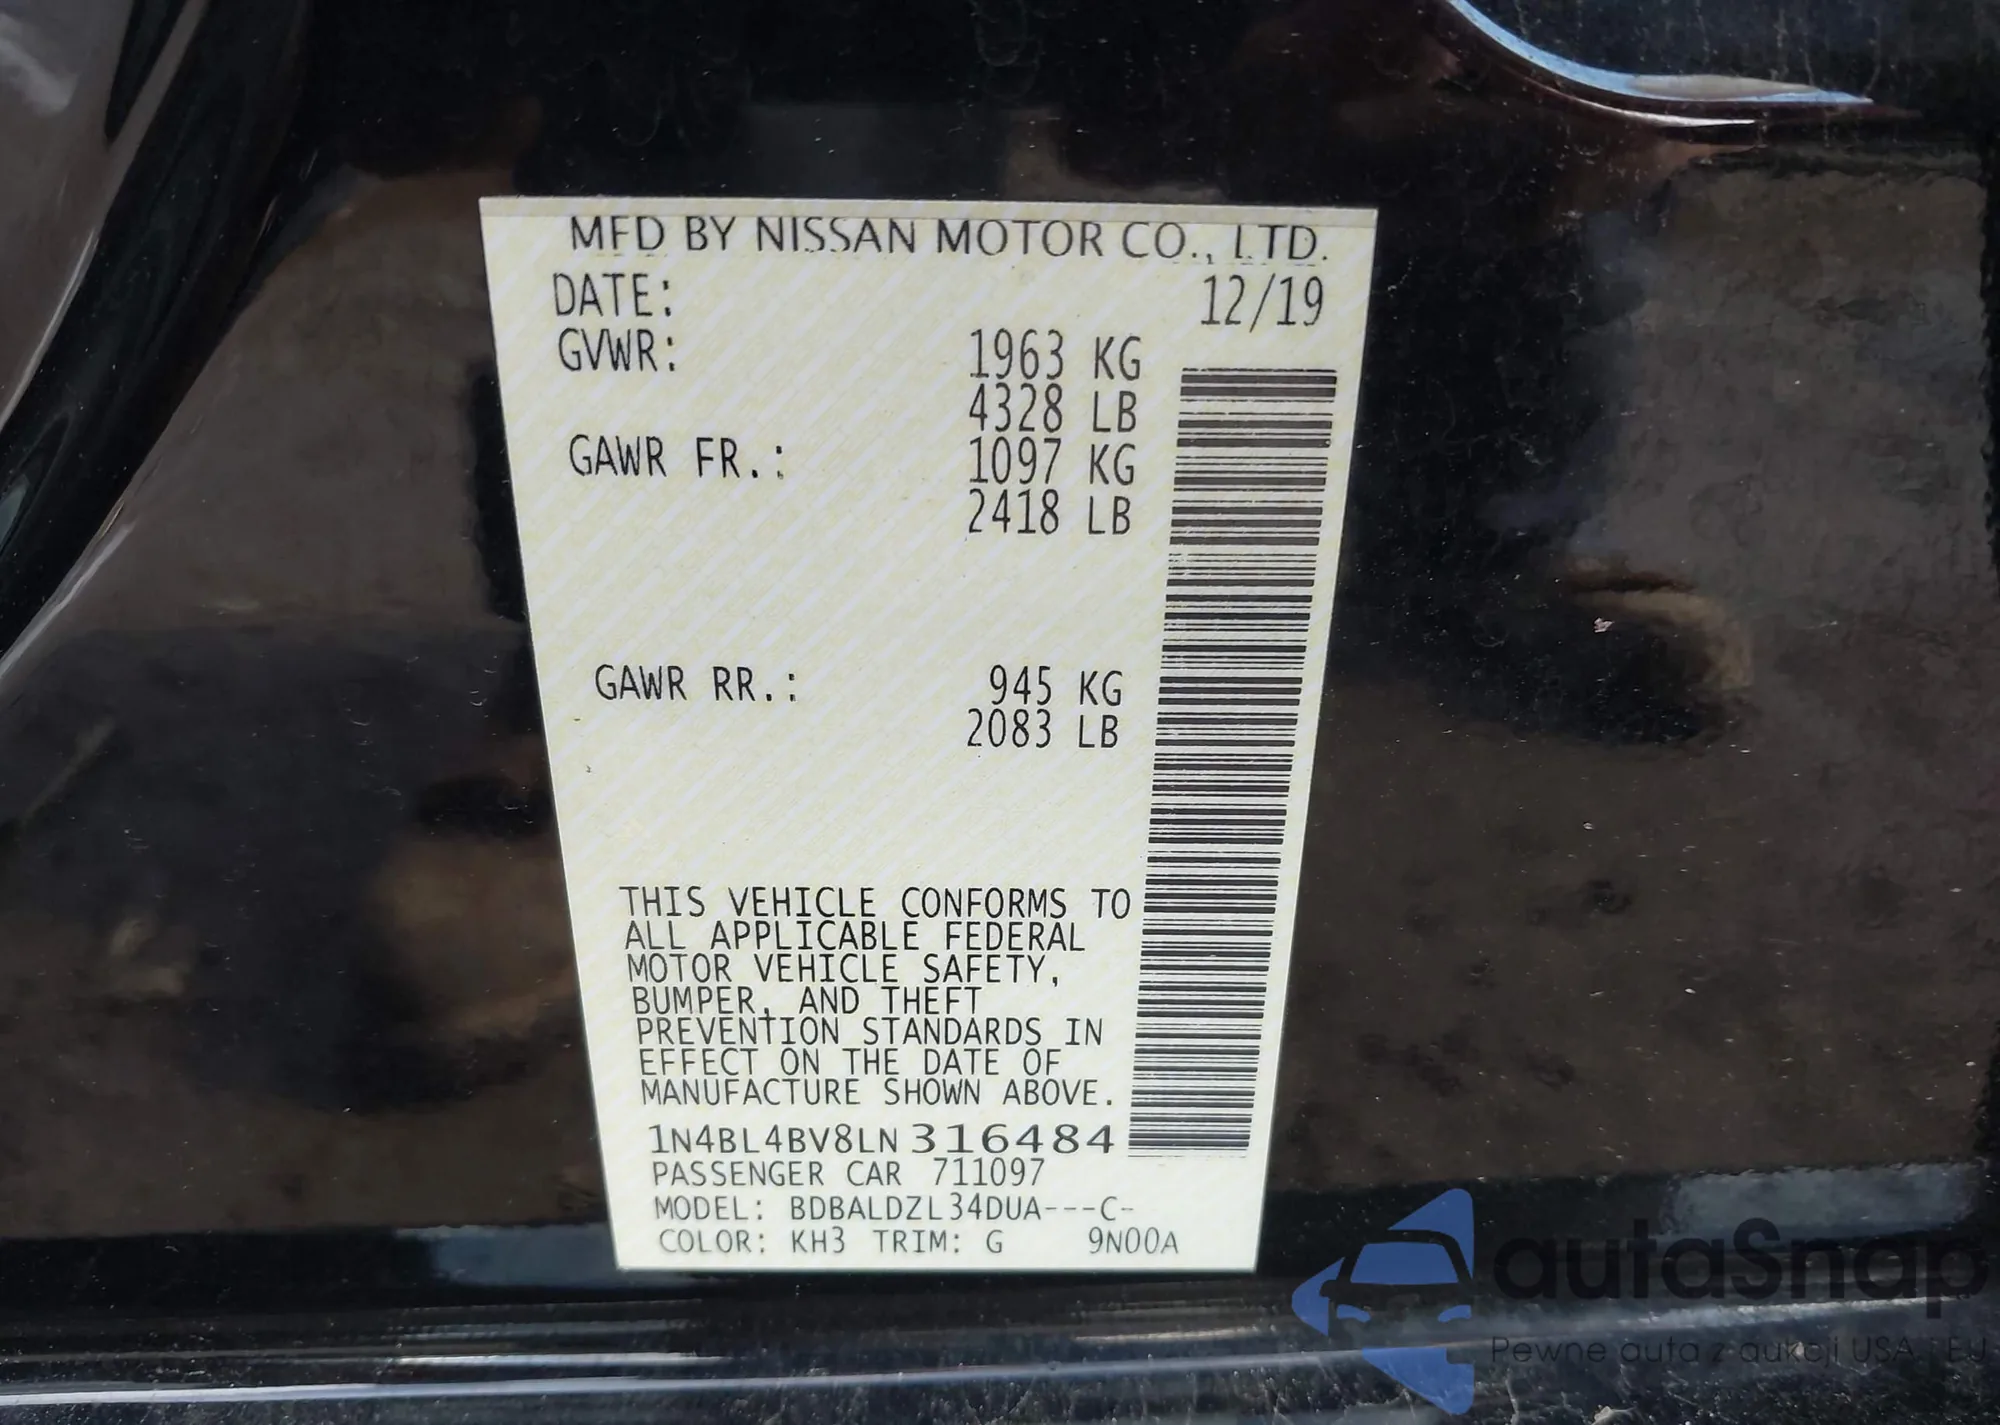 MFD BY NISSAN MOTOR CO., LTD.
DATE: 12/19
GVWR: 1963 KG
4328 LB
GAWR FR.: 1097 KG
2418 LB
GAWR RR.: 945 KG
2083 LB
THIS VEHICLE CONFORMS TO
ALL APPLICABLE FEDERAL
MOTOR VEHICLE SAFETY,
BUMPER, AND THEFT
PREVENTION STANDARDS IN
EFFECT ON THE DATE OF
MANUFACTURE SHOWN ABOVE.
1N4BL4BV8LN316484
PASSENGER CAR 711097
MODEL: BDBALDZL34DUA---C-
COLOR: KH3 TRIM: G 9N00A
autaSnap
Pewne auta z aukcji USA i EU